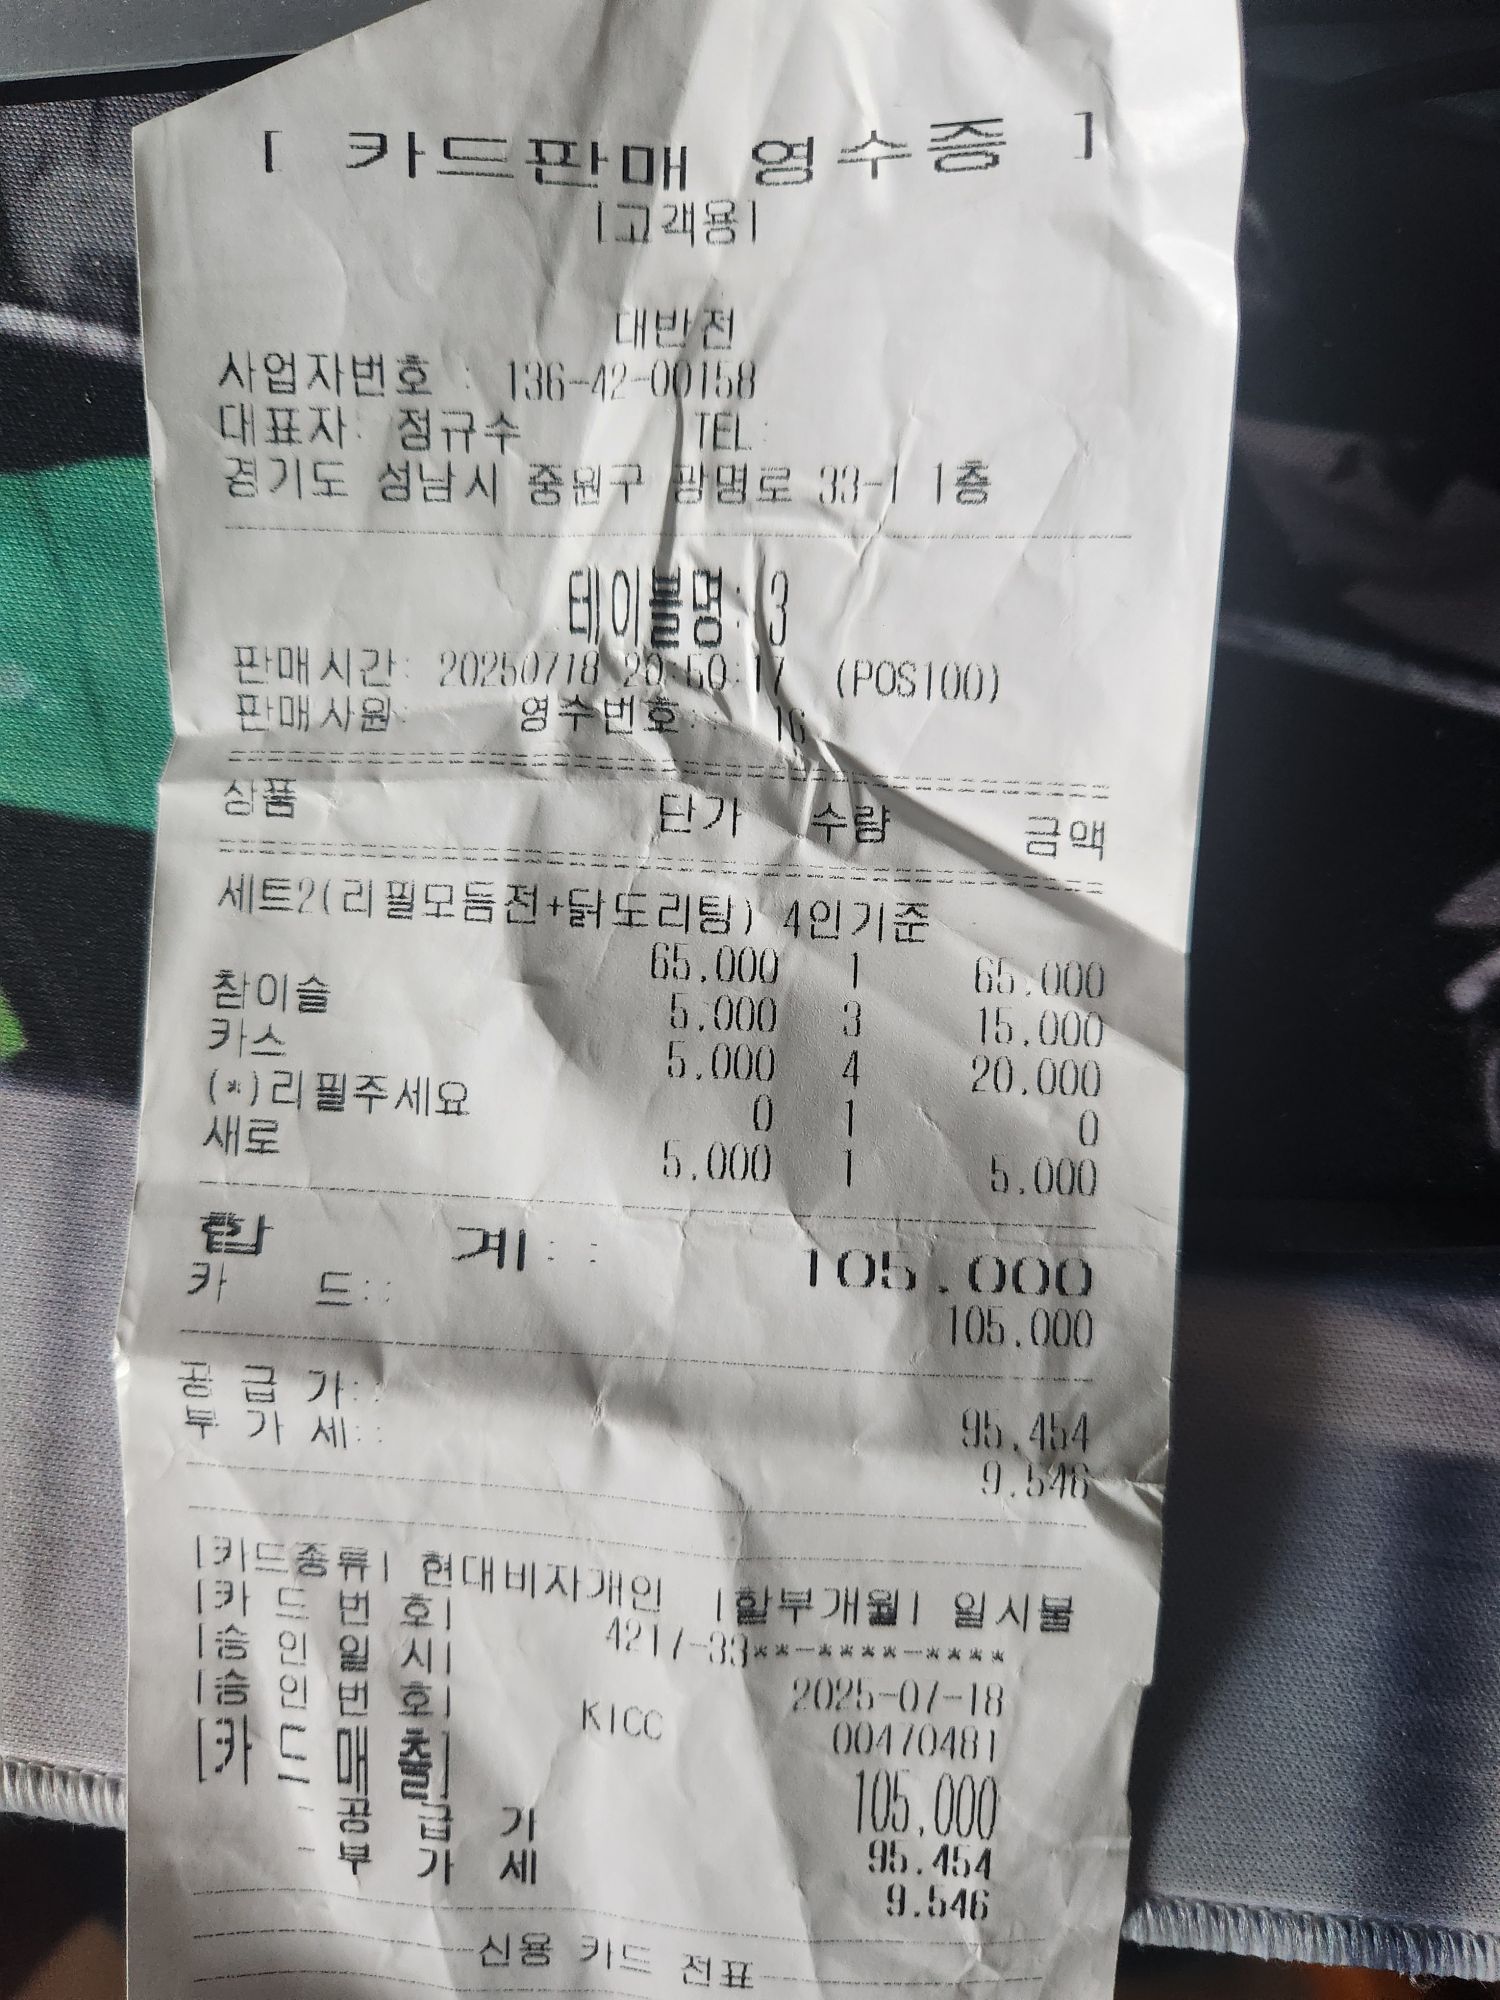 [ 카드판매 영수증 ]
[고객용]
대반전
사업자번호 : 136-42-00158
대표자: 정규수 TEL:
경기도 성남시 중원구 광명로 33-1 1층
테이블명: 3
판매시간: 20250718 20:50:17 (POS100)
판매사원: 영수번호:: 16
상품 단가 수량 금액
세트2(리필모듬전+닭도리탕) 4인기준
65,000 1 65,000
참이슬 5,000 3 15,000
카스 5,000 4 20,000
(*)리필주세요 0 1 0
새로 5,000 1 5,000
합 계:: 105,000
카 드:: 105,000
공 급 가:: 95,454
부 가 세:: 9,546
[카드종류] 현대비자개인 [할부개월] 일시불
[카 드 번 호] 4217-33**-****-****
[승 인 일 시] 2025-07-18
[승 인 번 호] KICC 00470481
[카 드 매 출] 105,000
- 공 급 가 95,454
- 부 가 세 9,546
신용 카드 전표